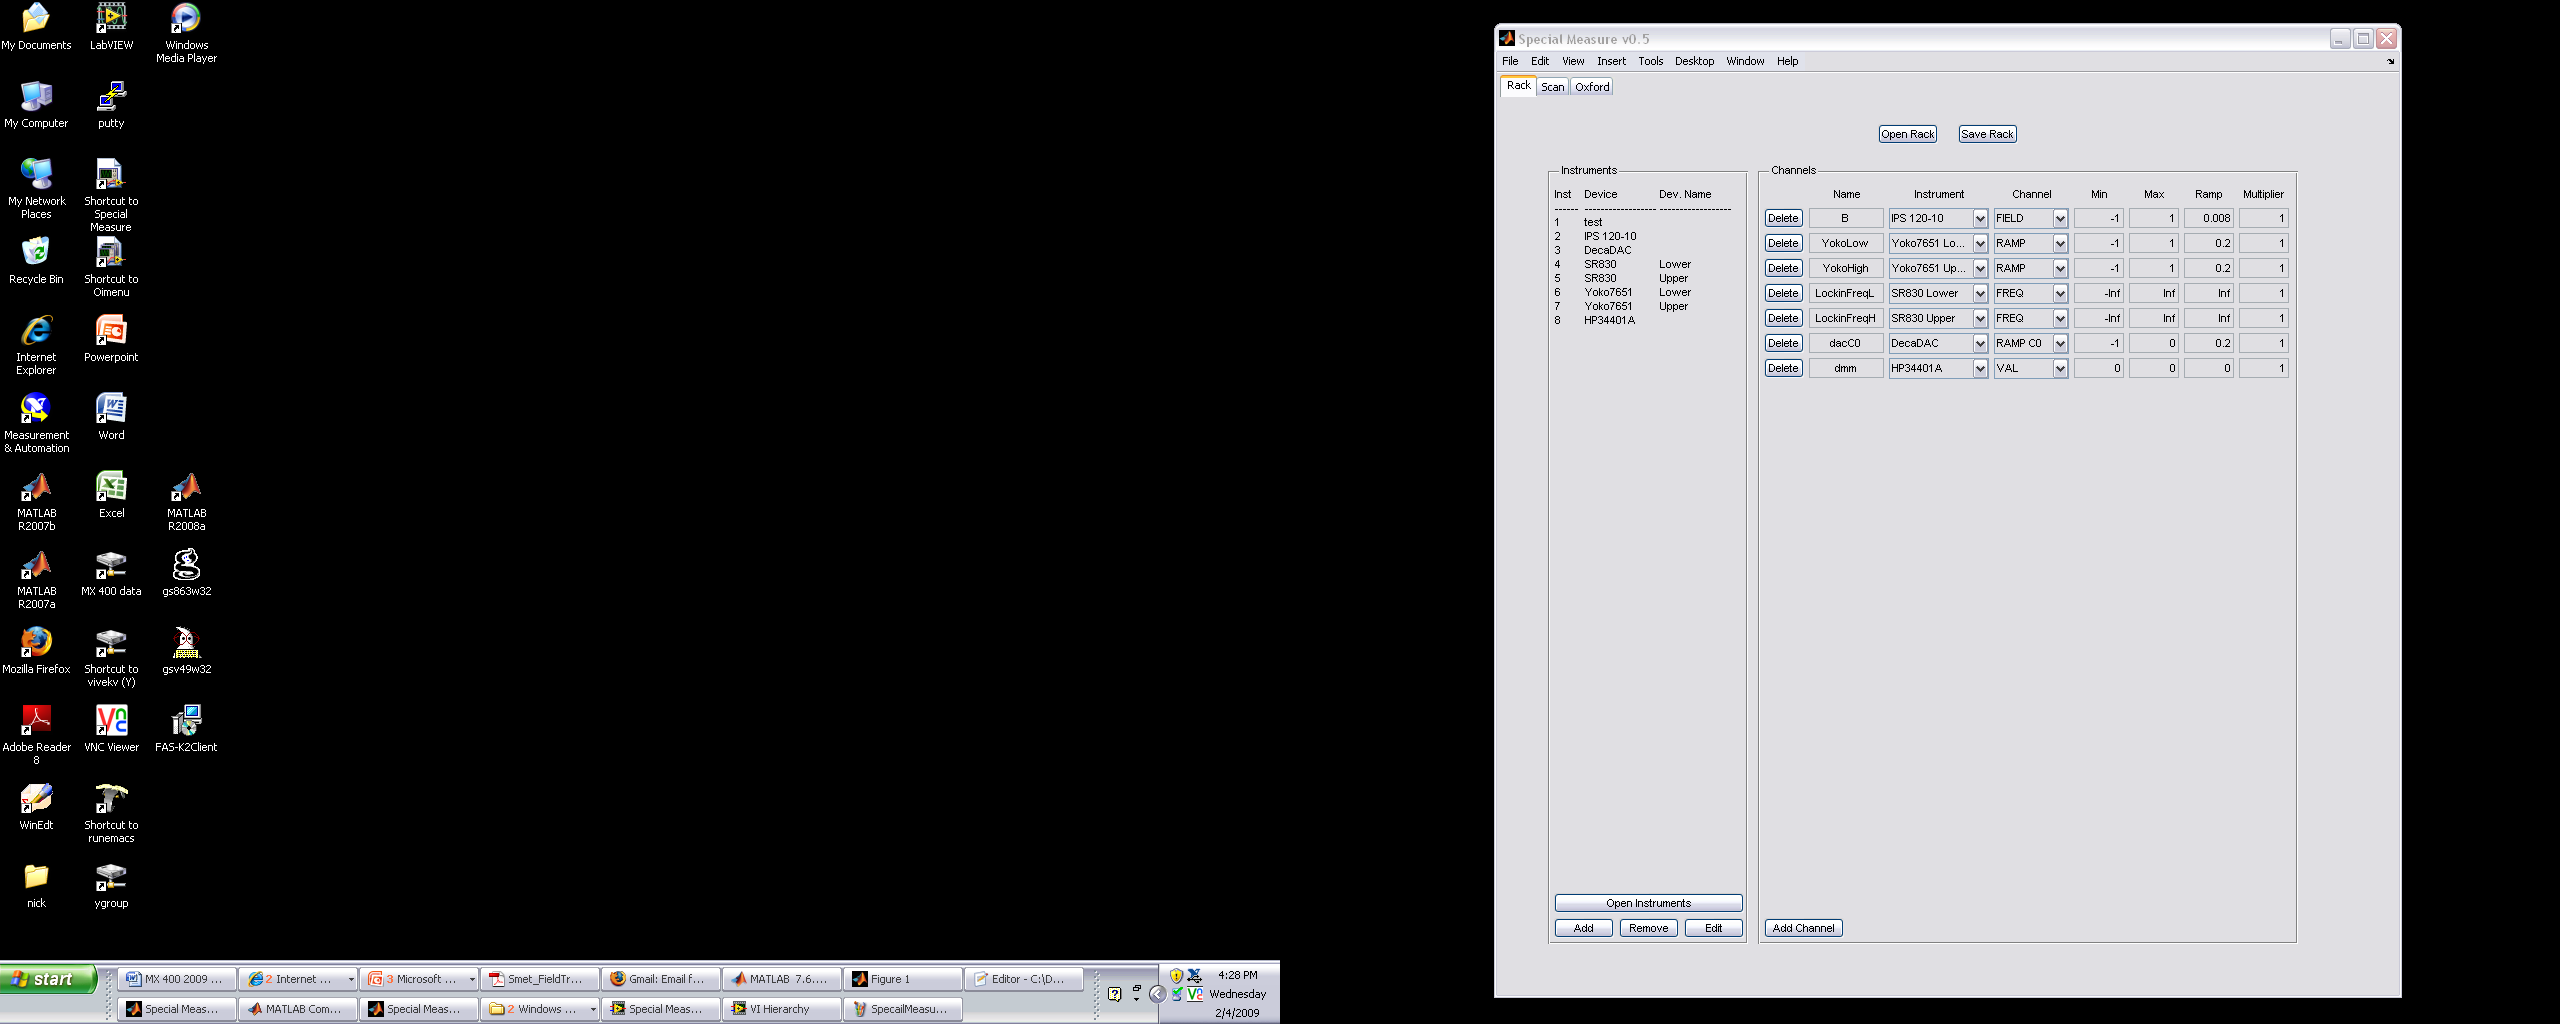 My Documents
LabVIEW
Windows
Media Player
My Computer
putty
My Network
Places
Shortcut to
Special
Measure
Recycle Bin
Shortcut to
Oimenu
Internet
Explorer
Powerpoint
Measurement
& Automation
Word
MATLAB
R2007b
Excel
MATLAB
R2008a
MATLAB
R2007a
MX 400 data
gs863w32
Mozilla Firefox
Shortcut to
vivekv (Y)
gsv49w32
Adobe Reader
8
VNC Viewer
FAS-K2Client
WinEdt
Shortcut to
runemacs
nick
ygroup
start
MX 400 2009 ...
2 Internet ...
3 Microsoft ...
Smet_FieldTr...
Gmail: Email f...
MATLAB 7.6....
Figure 1
Editor - C:\D...
Special Meas...
MATLAB Com...
Special Meas...
2 Windows ...
Special Meas...
VI Hierarchy
SpecailMeasu...
4:28 PM
Wednesday
2/4/2009
Special Measure v0.5
File Edit View Insert Tools Desktop Window Help
Rack Scan Oxford
Open Rack Save Rack
Instruments
Inst Device Dev. Name
------ ------------------ ------------------
1 test
2 IPS 120-10
3 DecaDAC
4 SR830 Lower
5 SR830 Upper
6 Yoko7651 Lower
7 Yoko7651 Upper
8 HP34401A
Open Instruments
Add Remove Edit
Channels
Name Instrument Channel Min Max Ramp Multiplier
Delete B IPS 120-10 FIELD -1 1 0.008 1
Delete YokoLow Yoko7651 Lo... RAMP -1 1 0.2 1
Delete YokoHigh Yoko7651 Up... RAMP -1 1 0.2 1
Delete LockinFreqL SR830 Lower FREQ -Inf Inf Inf 1
Delete LockinFreqH SR830 Upper FREQ -Inf Inf Inf 1
Delete dacC0 DecaDAC RAMP C0 -1 0 0.2 1
Delete dmm HP34401A VAL 0 0 0 1
Add Channel